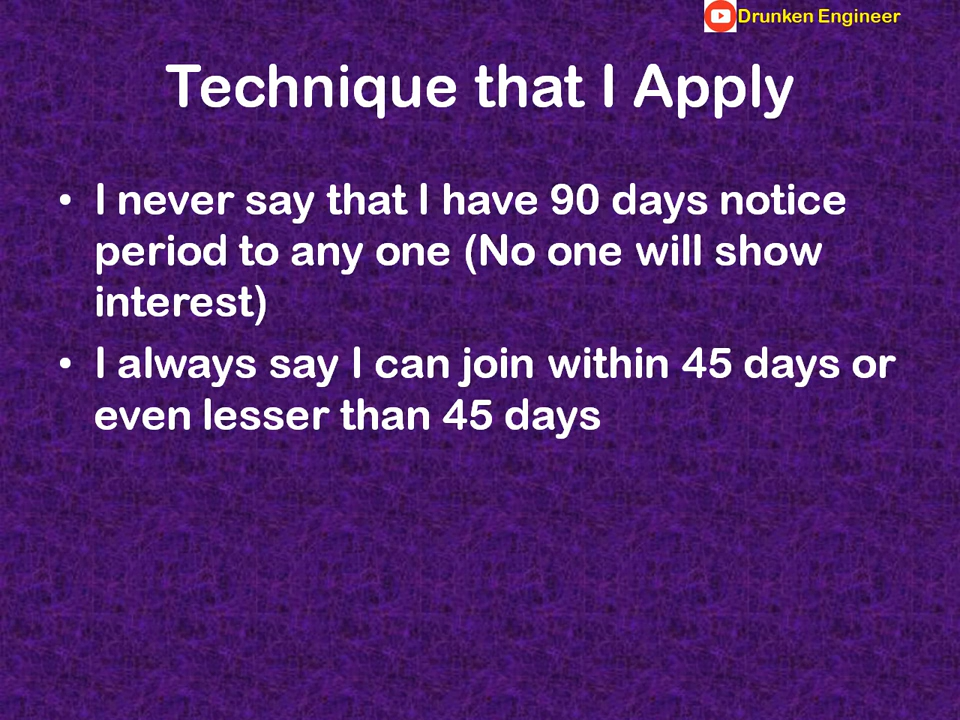 Drunken Engineer
Technique that I Apply
• I never say that I have 90 days notice
period to any one (No one will show
interest)
• I always say I can join within 45 days or
even lesser than 45 days